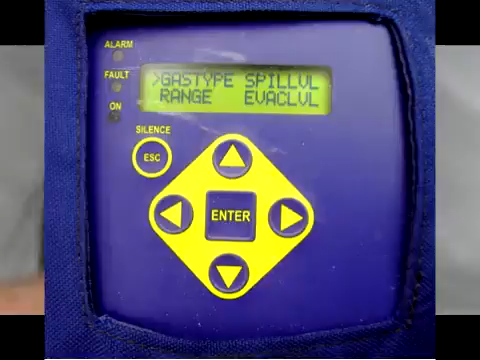 ALARM
FAULT
ON
>GASTYPE SPILLVL
RANGE EVACLVL
SILENCE
ESC
ENTER